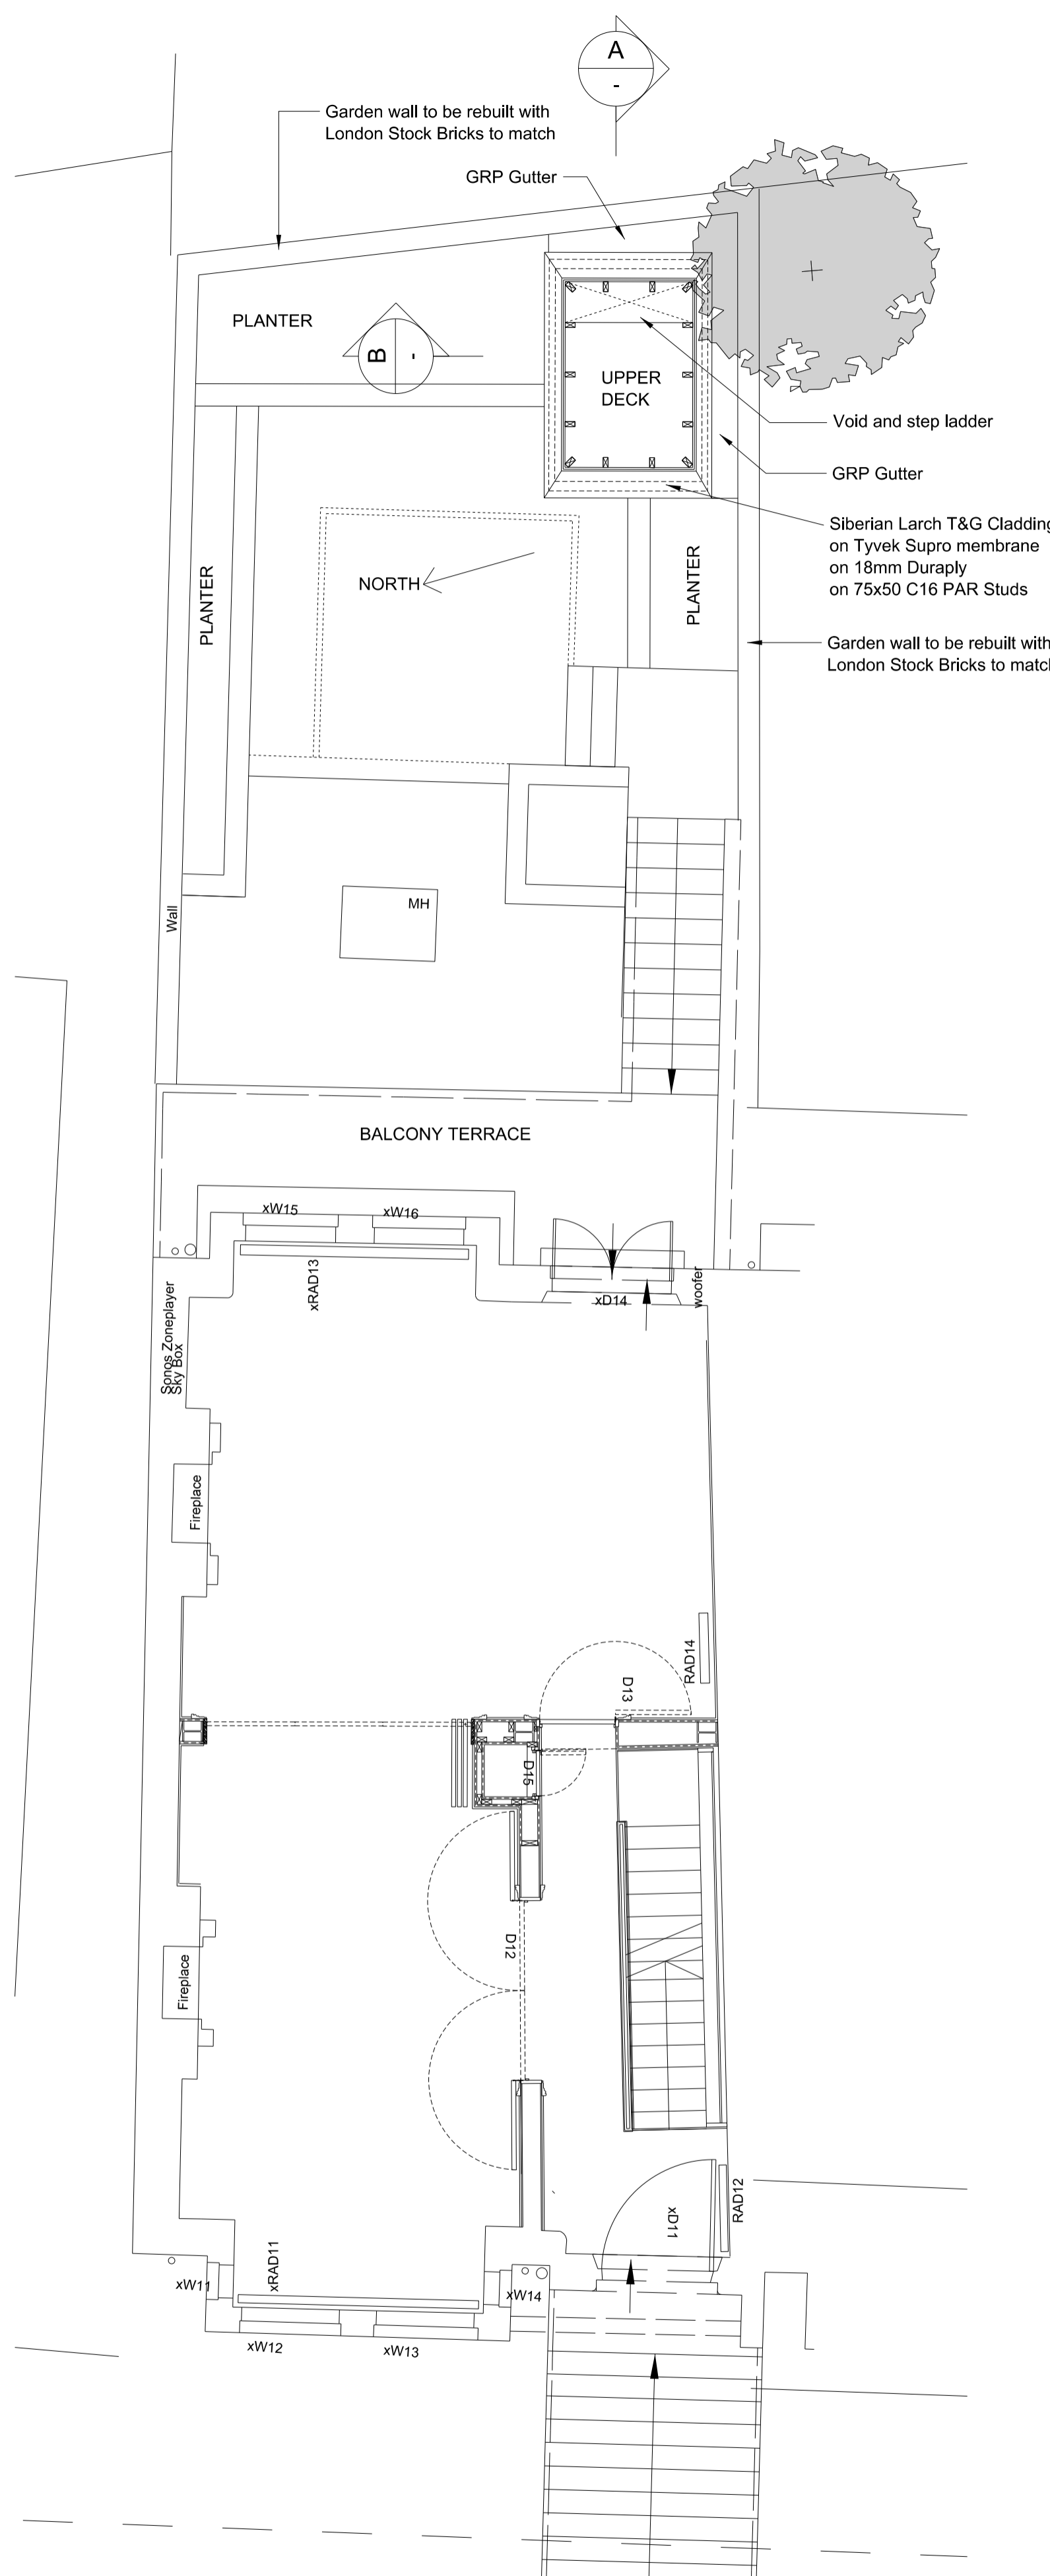 A
-
Garden wall to be rebuilt with
London Stock Bricks to match
GRP Gutter
PLANTER
B
-
UPPER
DECK
Void and step ladder
GRP Gutter
Siberian Larch T&G Cladding
on Tyvek Supro membrane
on 18mm Duraply
on 75x50 C16 PAR Studs
NORTH
PLANTER
PLANTER
Garden wall to be rebuilt with
London Stock Bricks to match
MH
Wall
BALCONY TERRACE
xW15
xW16
xRAD13
xD14
woofer
Sonos Zoneplayer
Sky Box
Fireplace
RAD14
D13
D15
D12
Fireplace
xD11
RAD12
xRAD11
xW11
xW14
xW12
xW13